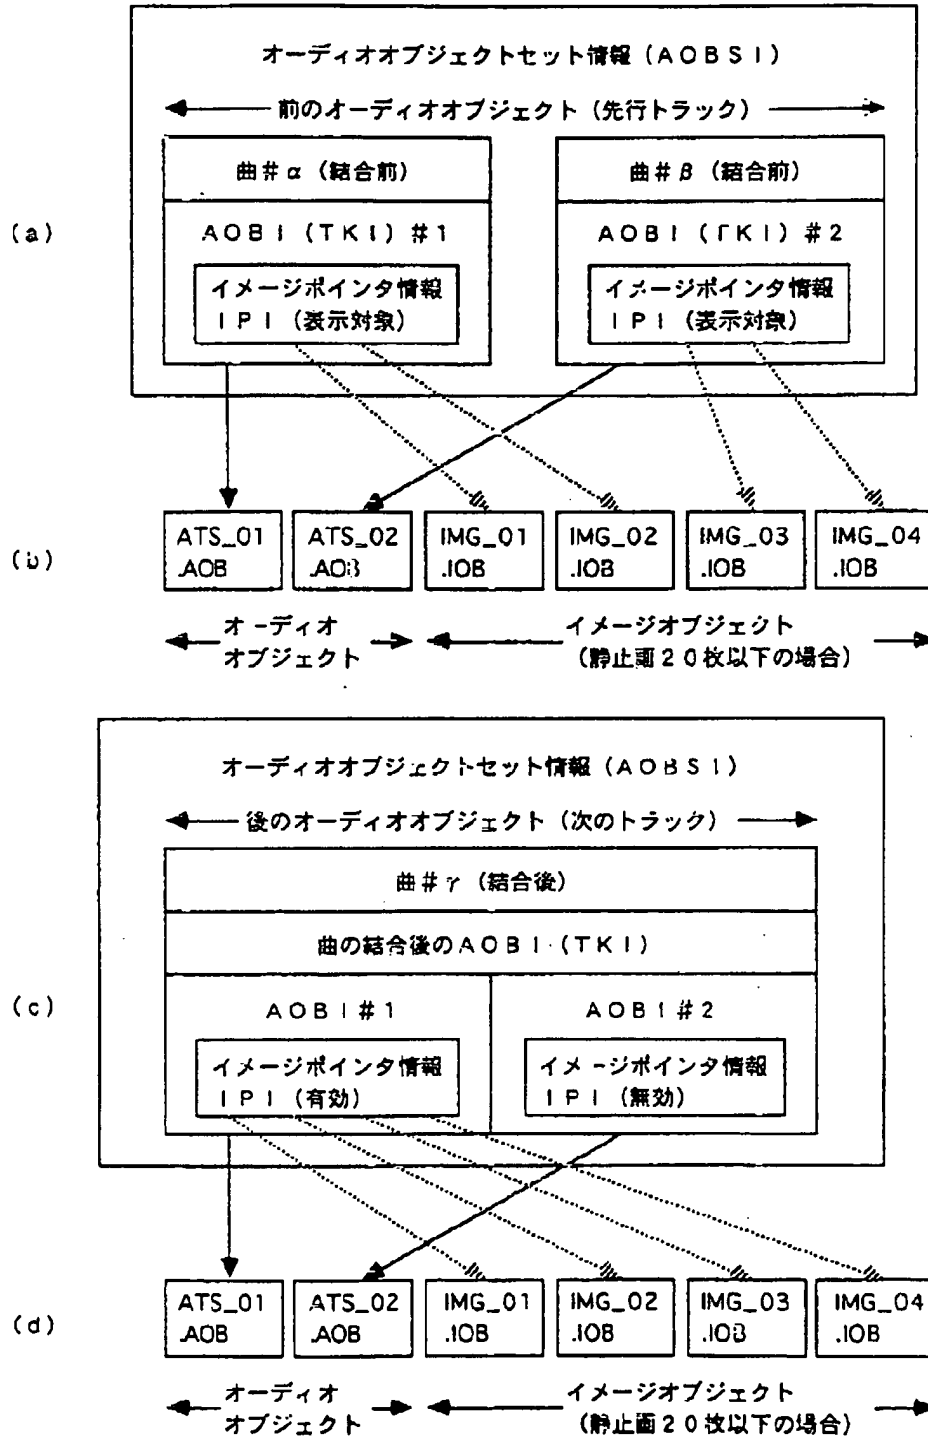 オーディオオブジェクトセット情報（AOBSI）
前のオーディオオブジェクト（先行トラック）
曲＃α（結合前）
曲＃β（結合前）
(a)
AOBI（TKI）＃1
AOBI（TKI）＃2
イメージポインタ情報
IPI（表示対象）
イメージポインタ情報
IPI（表示対象）
(b)
ATS_01
.AOB
ATS_02
.AOB
IMG_01
.IOB
IMG_02
.IOB
IMG_03
.IOB
IMG_04
.IOB
オーディオ
オブジェクト
イメージオブジェクト
（静止画20枚以下の場合）
オーディオオブジェクトセット情報（AOBSI）
後のオーディオオブジェクト（次のトラック）
曲＃γ（結合後）
曲の結合後のAOBI（TKI）
(c)
AOBI＃1
AOBI＃2
イメージポインタ情報
IPI（有効）
イメージポインタ情報
IPI（無効）
(d)
ATS_01
.AOB
ATS_02
.AOB
IMG_01
.IOB
IMG_02
.IOB
IMG_03
.IOB
IMG_04
.IOB
オーディオ
オブジェクト
イメージオブジェクト
（静止画20枚以下の場合）